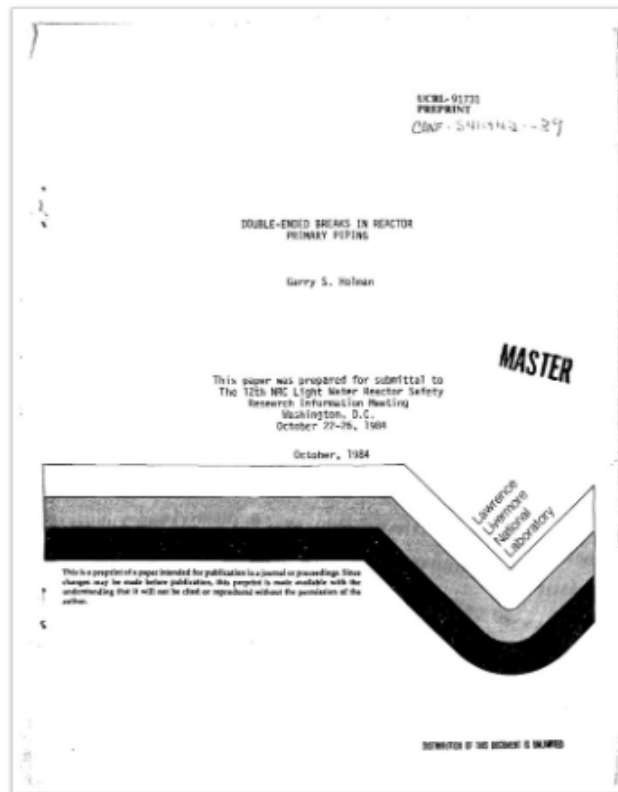 UCRL-91731
PREPRINT
CONF-841142--39
DOUBLE-ENDED BREAKS IN REACTOR
PRIMARY PIPING
Garry S. Holman
MASTER
This paper was prepared for submittal to
The 12th NRC Light Water Reactor Safety
Research Information Meeting
Washington, D.C.
October 22-26, 1984
October, 1984
Lawrence
Livermore
National
Laboratory
This is a preprint of a paper intended for publication in a journal or proceedings. Since
changes may be made before publication, this preprint is made available with the
understanding that it will not be cited or reproduced without the permission of the
author.
DISTRIBUTION OF THIS DOCUMENT IS UNLIMITED